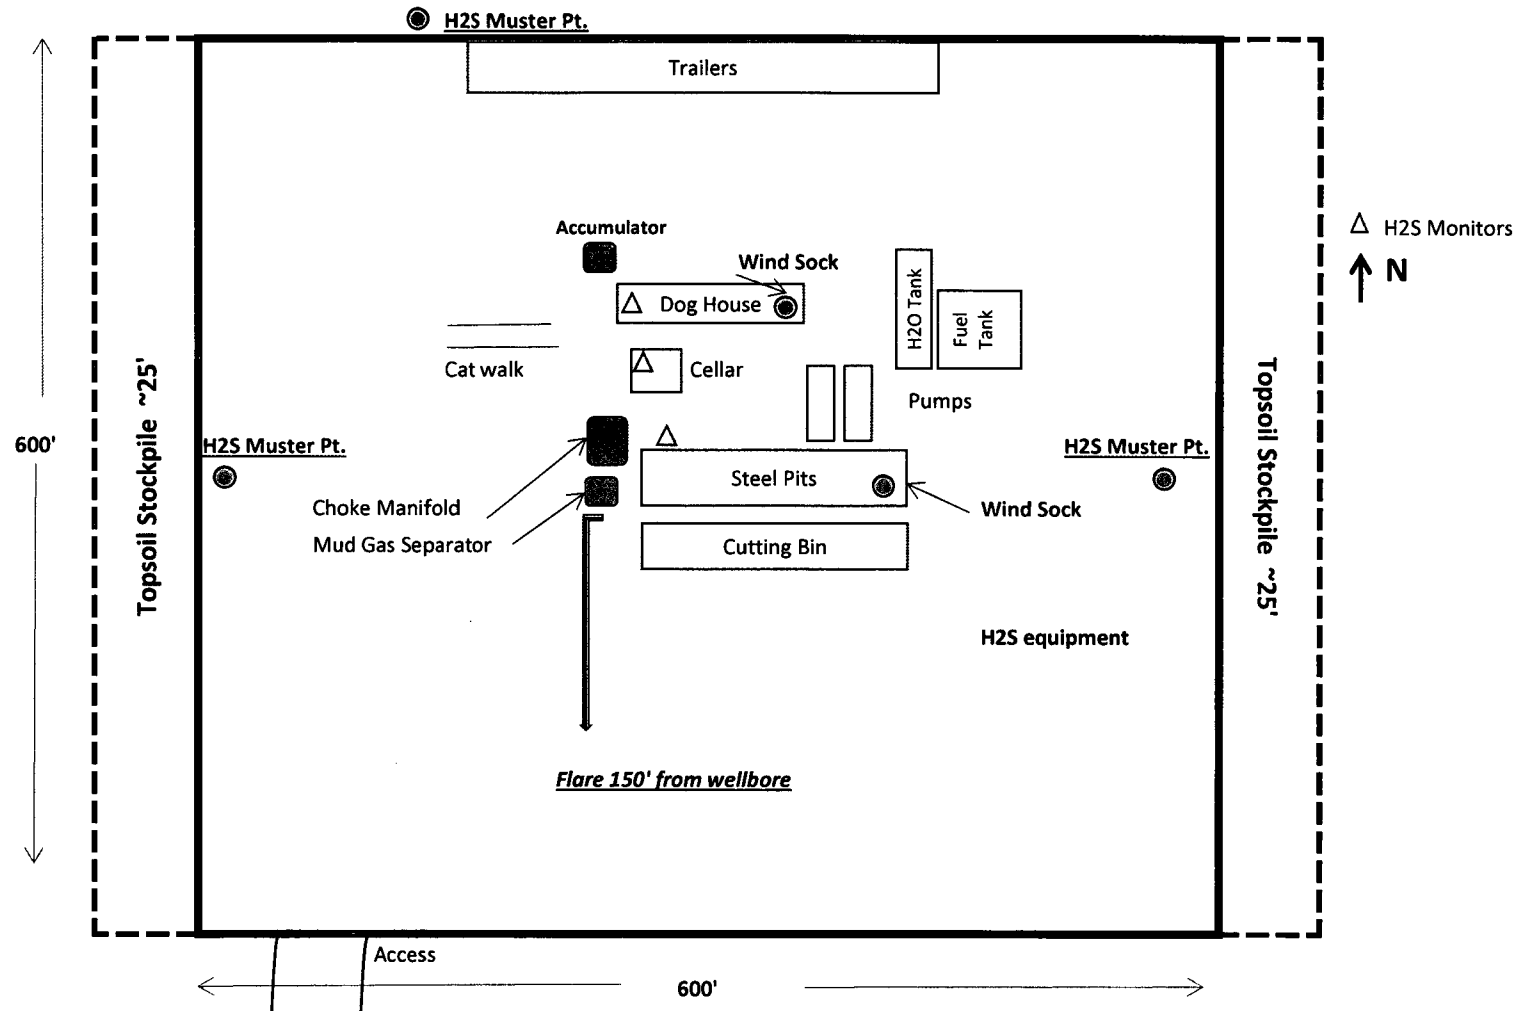 H2S Muster Pt.
Trailers
Accumulator
H2S Monitors
Wind Sock
N
Dog House
H2O Tank
Fuel
Tank
Cat walk
Cellar
Pumps
Topsoil Stockpile ~25'
Topsoil Stockpile ~25'
600'
H2S Muster Pt.
H2S Muster Pt.
Steel Pits
Choke Manifold
Wind Sock
Mud Gas Separator
Cutting Bin
H2S equipment
Flare 150' from wellbore
Access
600'